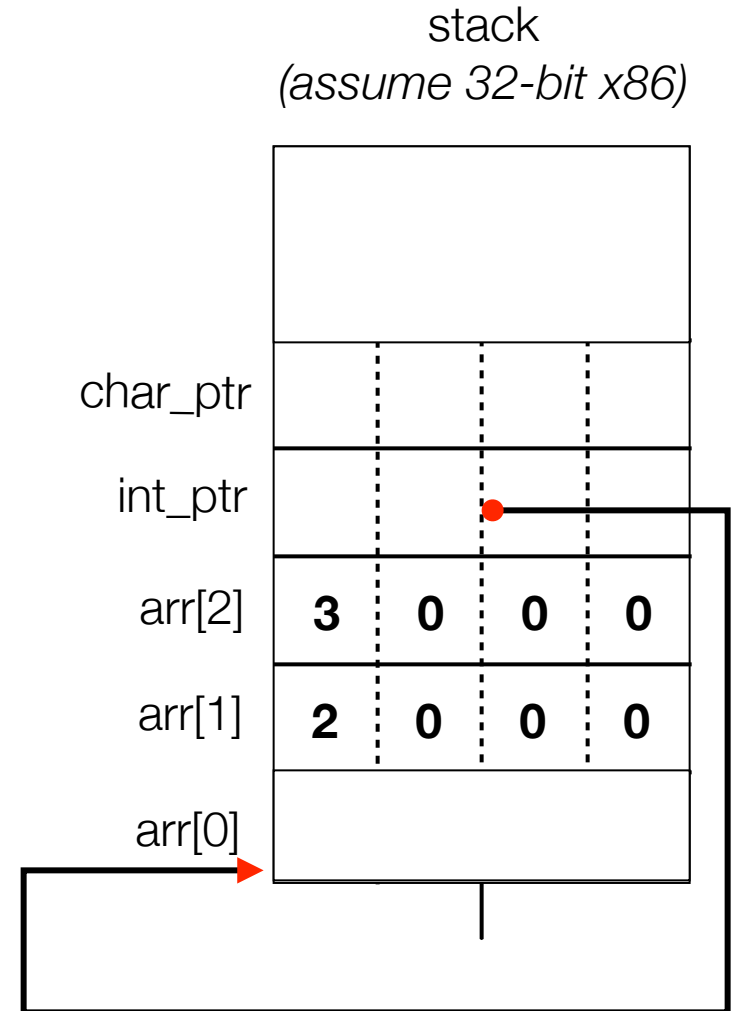 stack
(assume 32-bit x86)
char_ptr
int_ptr
arr[2] 3 0 0 0
arr[1] 2 0 0 0
arr[0]